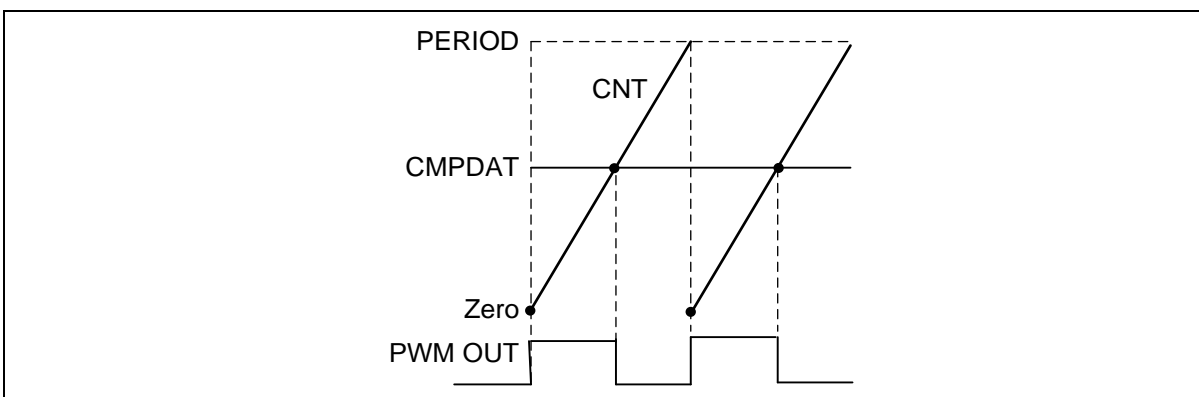 PERIOD
CNT
CMPDAT
Zero
PWM OUT